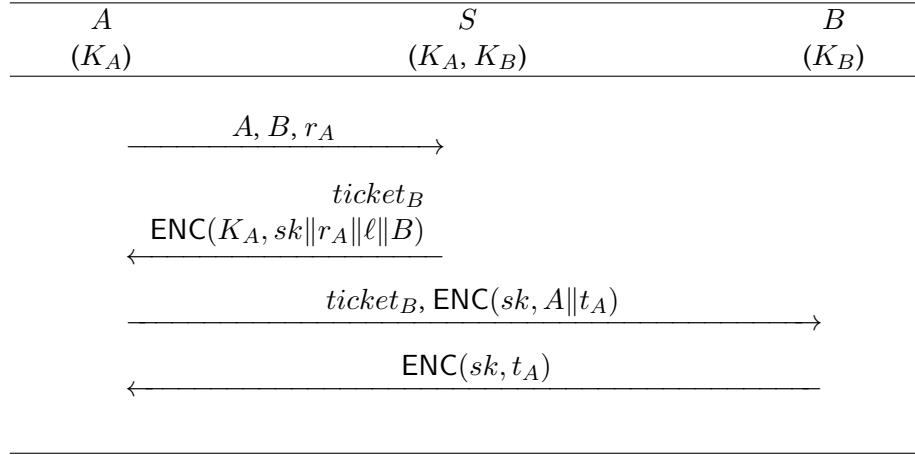 A S B
(K_A) (K_A, K_B) (K_B)
A, B, r_A
ticket_B
ENC(K_A, sk∥r_A∥ℓ∥B)
ticket_B, ENC(sk, A∥t_A)
ENC(sk, t_A)